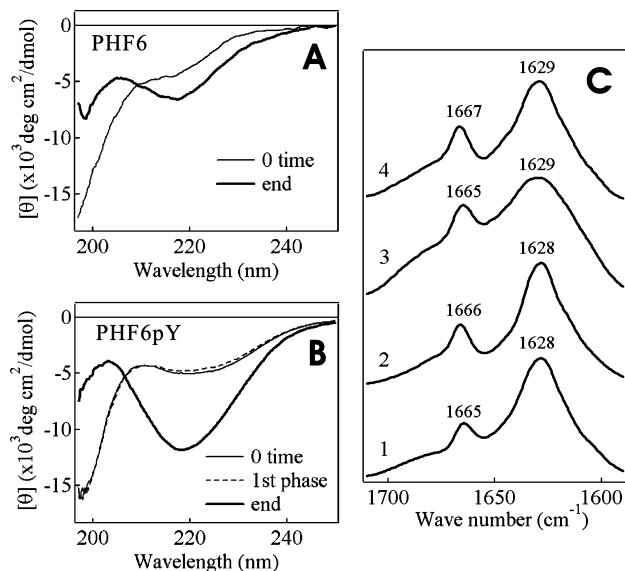 PHF6
A
0
-5
-10
-15
[θ] (x10³deg cm²/dmol)
0 time
end
200 220 240
Wavelength (nm)
PHF6pY
B
0
-5
-10
-15
[θ] (x10³deg cm²/dmol)
0 time
1st phase
end
200 220 240
Wavelength (nm)
C
1629
1667
4
1629
1665
3
1628
1666
2
1628
1665
1
1700 1650 1600
Wave number (cm⁻¹)